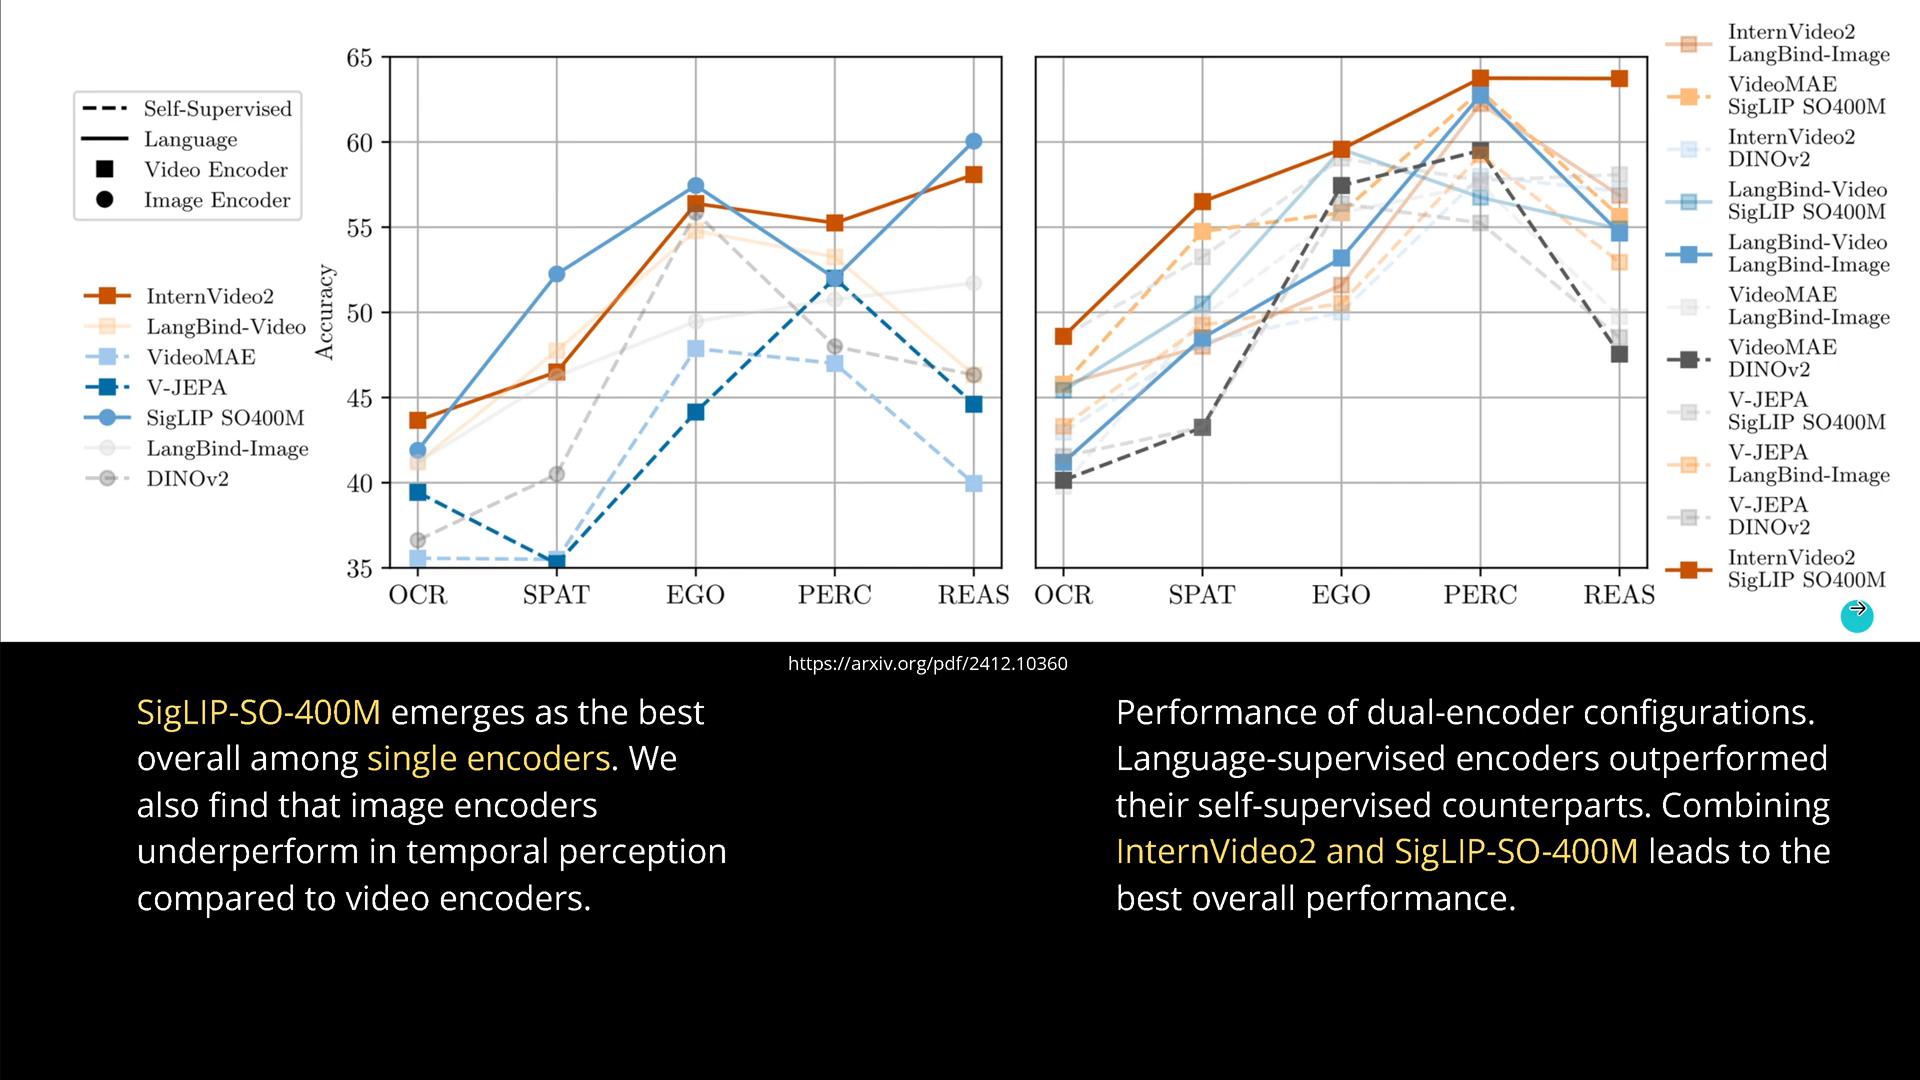 Self-Supervised
Language
Video Encoder
Image Encoder
InternVideo2
LangBind-Video
VideoMAE
V-JEPA
SigLIP SO400M
LangBind-Image
DINOv2
Accuracy
65
60
55
50
45
40
35
OCR SPAT EGO PERC REAS
OCR SPAT EGO PERC REAS
InternVideo2
LangBind-Image
VideoMAE
SigLIP SO400M
InternVideo2
DINOv2
LangBind-Video
SigLIP SO400M
LangBind-Video
LangBind-Image
VideoMAE
LangBind-Image
VideoMAE
DINOv2
V-JEPA
SigLIP SO400M
V-JEPA
LangBind-Image
V-JEPA
DINOv2
InternVideo2
SigLIP SO400M
https://arxiv.org/pdf/2412.10360
SigLIP-SO-400M emerges as the best
overall among single encoders. We
also find that image encoders
underperform in temporal perception
compared to video encoders.
Performance of dual-encoder configurations.
Language-supervised encoders outperformed
their self-supervised counterparts. Combining
InternVideo2 and SigLIP-SO-400M leads to the
best overall performance.